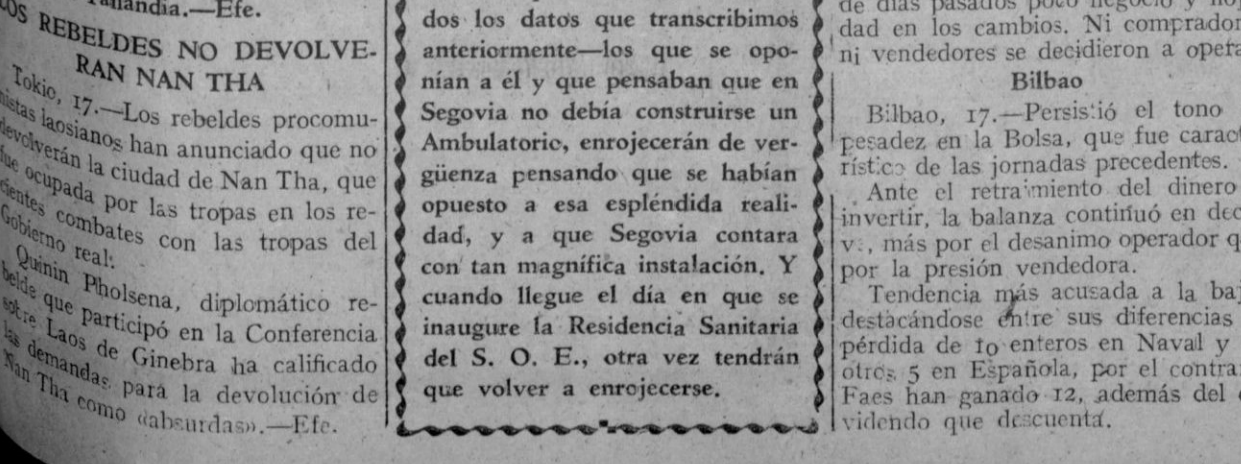 landia.—Efe.
LOS REBELDES NO DEVOLVE-
RAN NAN THA
Tokio, 17.—Los rebeldes procomu-
nistas laosianos han anunciado que no
devolverán la ciudad de Nan Tha, que
fue ocupada por las tropas en los re-
cientes combates con las tropas del
Gobierno real:
Quinin Pholsena, diplomático re-
belde que participó en la Conferencia
sobre Laos de Ginebra ha calificado
las demandas para la devolución de
Nan Tha como «absurdas».—Efe.
dos los datos que transcribimos
anteriormente—los que se opo-
nían a él y que pensaban que en
Segovia no debía construirse un
Ambulatorio, enrojecerán de ver-
güenza pensando que se habían
opuesto a esa espléndida reali-
dad, y a que Segovia contara
con tan magnífica instalación. Y
cuando llegue el día en que se
inaugure la Residencia Sanitaria
del S. O. E., otra vez tendrán
que volver a enrojecerse.
de días pasados poco negocio y
dad en los cambios. Ni comprador
ni vendedores se decidieron a opera
Bilbao
Bilbao, 17.—Persistió el tono
pesadez en la Bolsa, que fue caract
rística de las jornadas precedentes.
Ante el retraimiento del dinero
invertir, la balanza continuó en dec
v., más por el desanimo operador q
por la presión vendedora.
Tendencia más acusada a la baj
destacándose entre sus diferencias
pérdida de 10 enteros en Naval y
otros 5 en Española, por el contra
Faes han ganado 12, además del
videndo que descuenta.